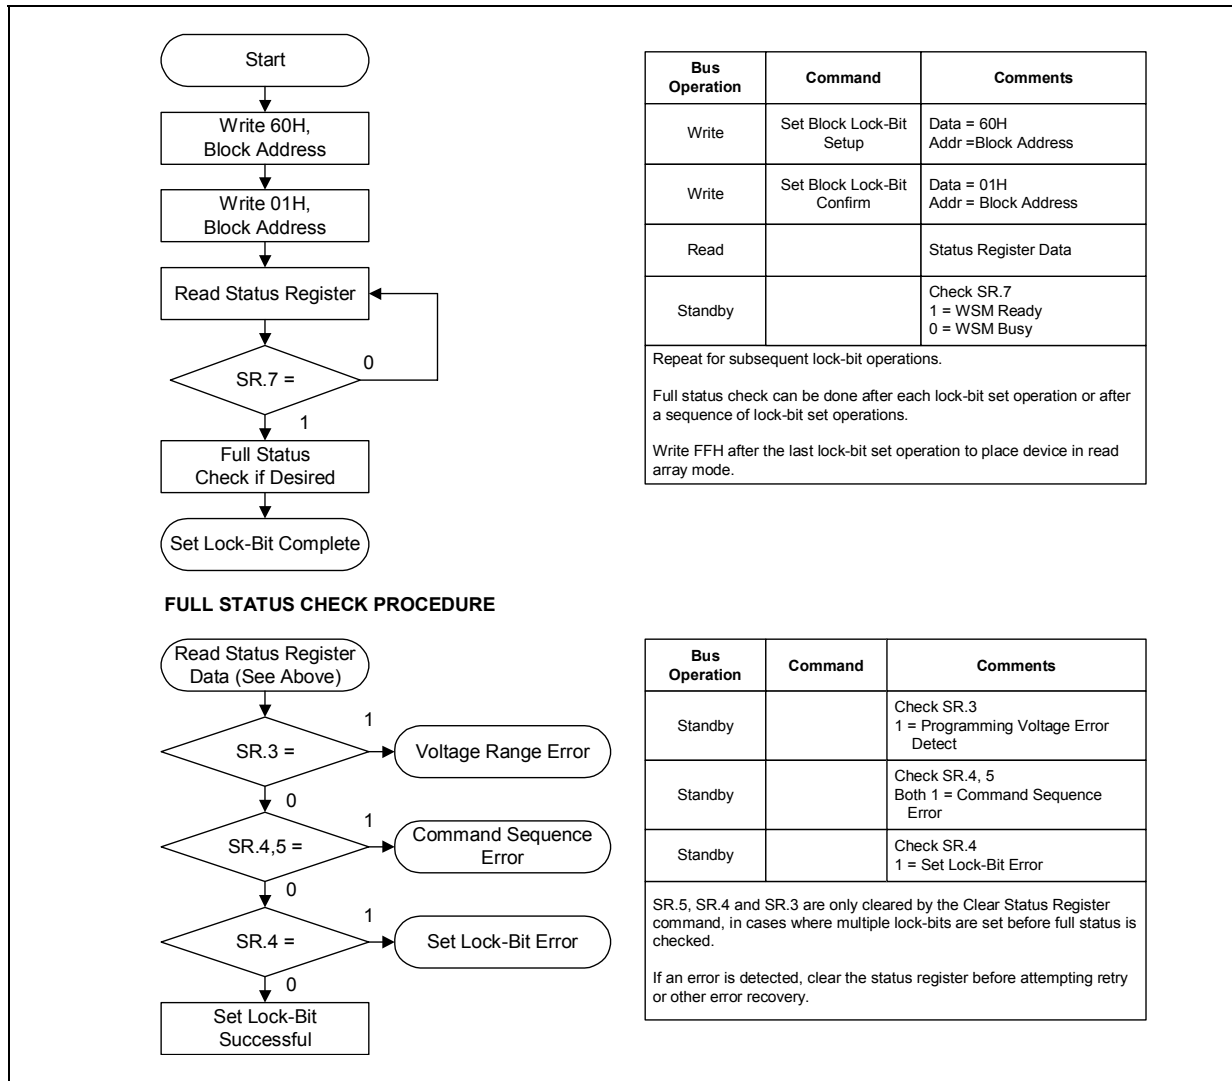 Start
Write 60H,
Block Address
Write 01H,
Block Address
Read Status Register
SR.7 =
0
1
Full Status
Check if Desired
Set Lock-Bit Complete
Bus
Operation
Command
Comments
Write
Set Block Lock-Bit
Setup
Data = 60H
Addr =Block Address
Write
Set Block Lock-Bit
Confirm
Data = 01H
Addr = Block Address
Read
Status Register Data
Standby
Check SR.7
1 = WSM Ready
0 = WSM Busy
Repeat for subsequent lock-bit operations.
Full status check can be done after each lock-bit set operation or after
a sequence of lock-bit set operations.
Write FFH after the last lock-bit set operation to place device in read
array mode.
FULL STATUS CHECK PROCEDURE
Read Status Register
Data (See Above)
SR.3 =
1
Voltage Range Error
0
SR.4,5 =
1
Command Sequence
Error
0
SR.4 =
1
Set Lock-Bit Error
0
Set Lock-Bit
Successful
Bus
Operation
Command
Comments
Standby
Check SR.3
1 = Programming Voltage Error
Detect
Standby
Check SR.4, 5
Both 1 = Command Sequence
Error
Standby
Check SR.4
1 = Set Lock-Bit Error
SR.5, SR.4 and SR.3 are only cleared by the Clear Status Register
command, in cases where multiple lock-bits are set before full status is
checked.
If an error is detected, clear the status register before attempting retry
or other error recovery.